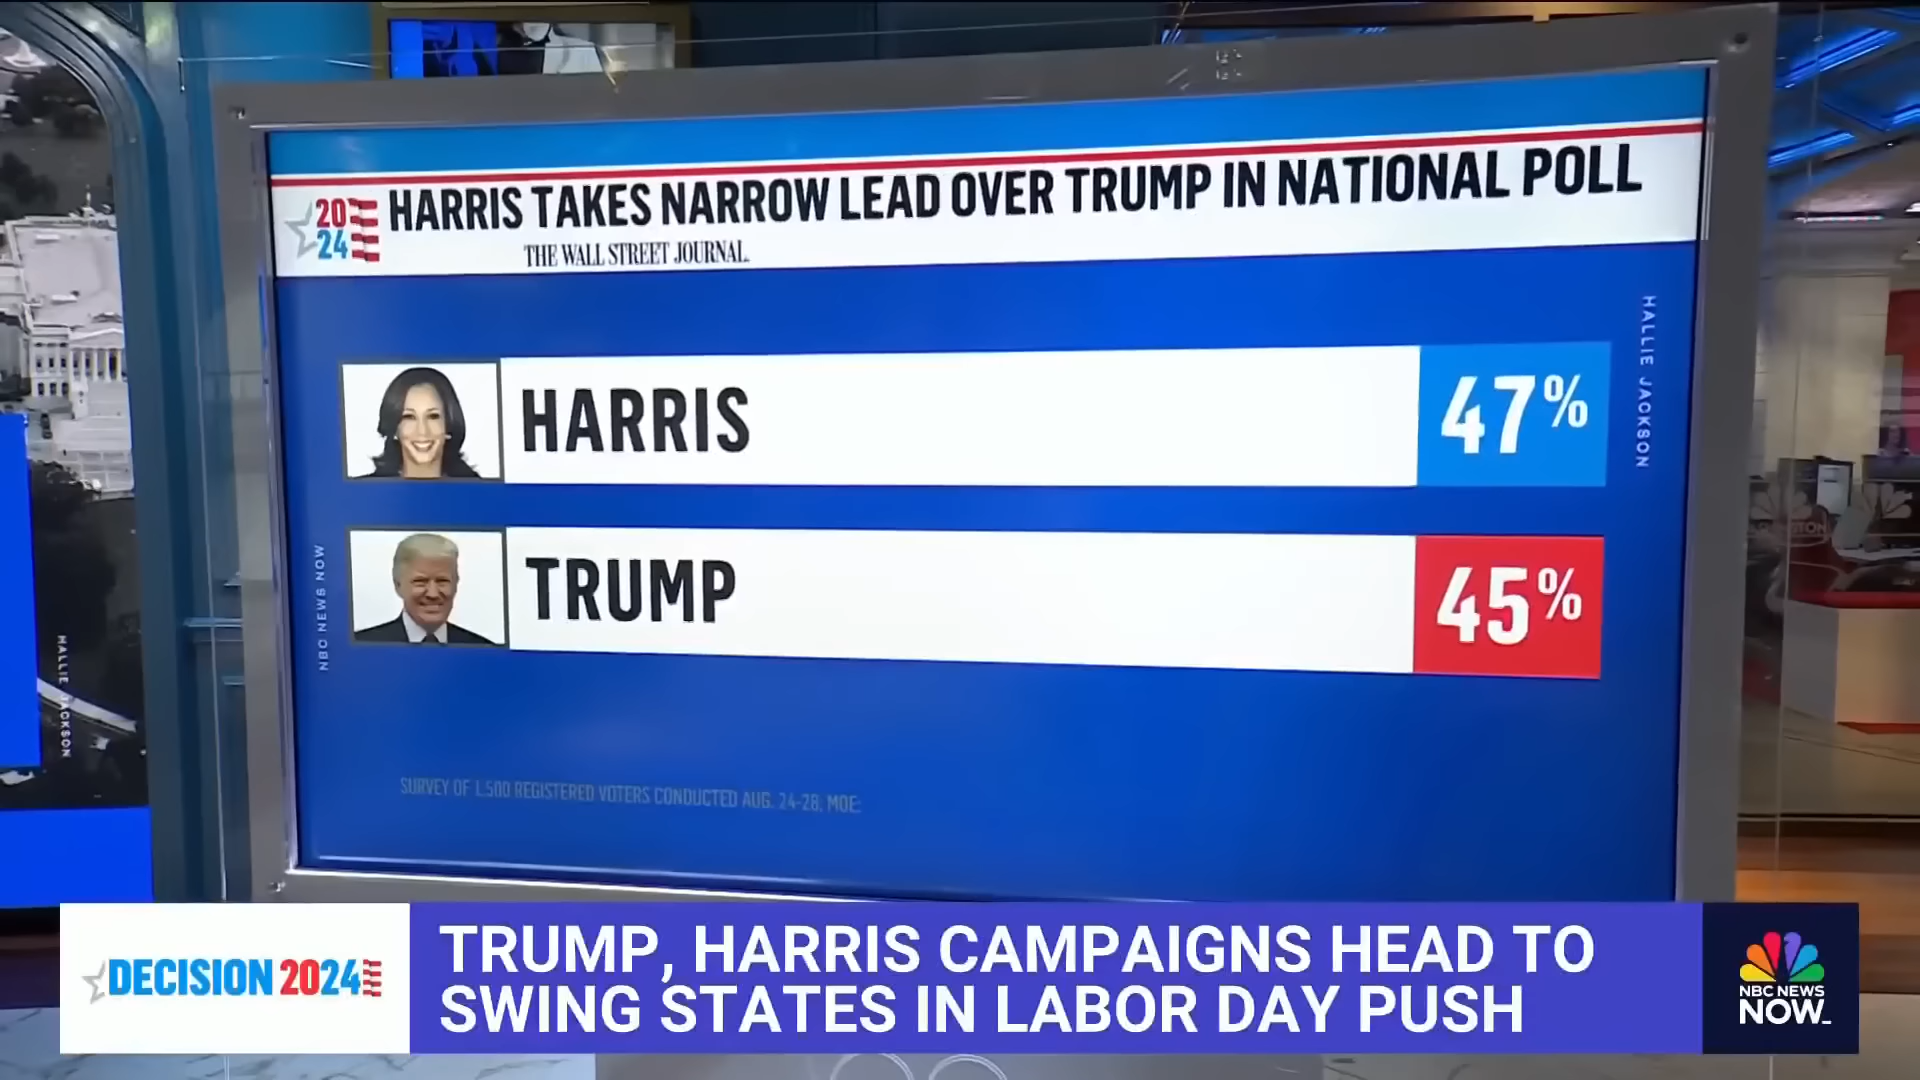 HARRIS TAKES NARROW LEAD OVER TRUMP IN NATIONAL POLL
20
24
THE WALL STREET JOURNAL.
HALLIE JACKSON
HARRIS
47%
TRUMP
45%
NBC NEWS NOW
HALLIE JACKSON
SURVEY OF 1,500 REGISTERED VOTERS CONDUCTED AUG. 24-28, MOE:
DECISION 2024
TRUMP, HARRIS CAMPAIGNS HEAD TO
SWING STATES IN LABOR DAY PUSH
NBC NEWS
NOW